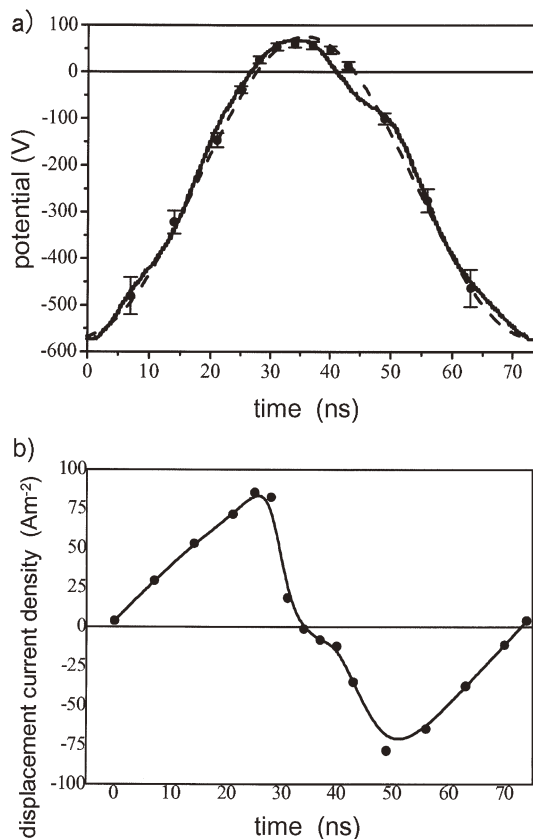 a)
100
0
-100
-200
-300
-400
-500
-600
potential (V)
0 10 20 30 40 50 60 70
time (ns)
b)
100
75
50
25
0
-25
-50
-75
-100
displacement current density (Am⁻²)
0 10 20 30 40 50 60 70
time (ns)